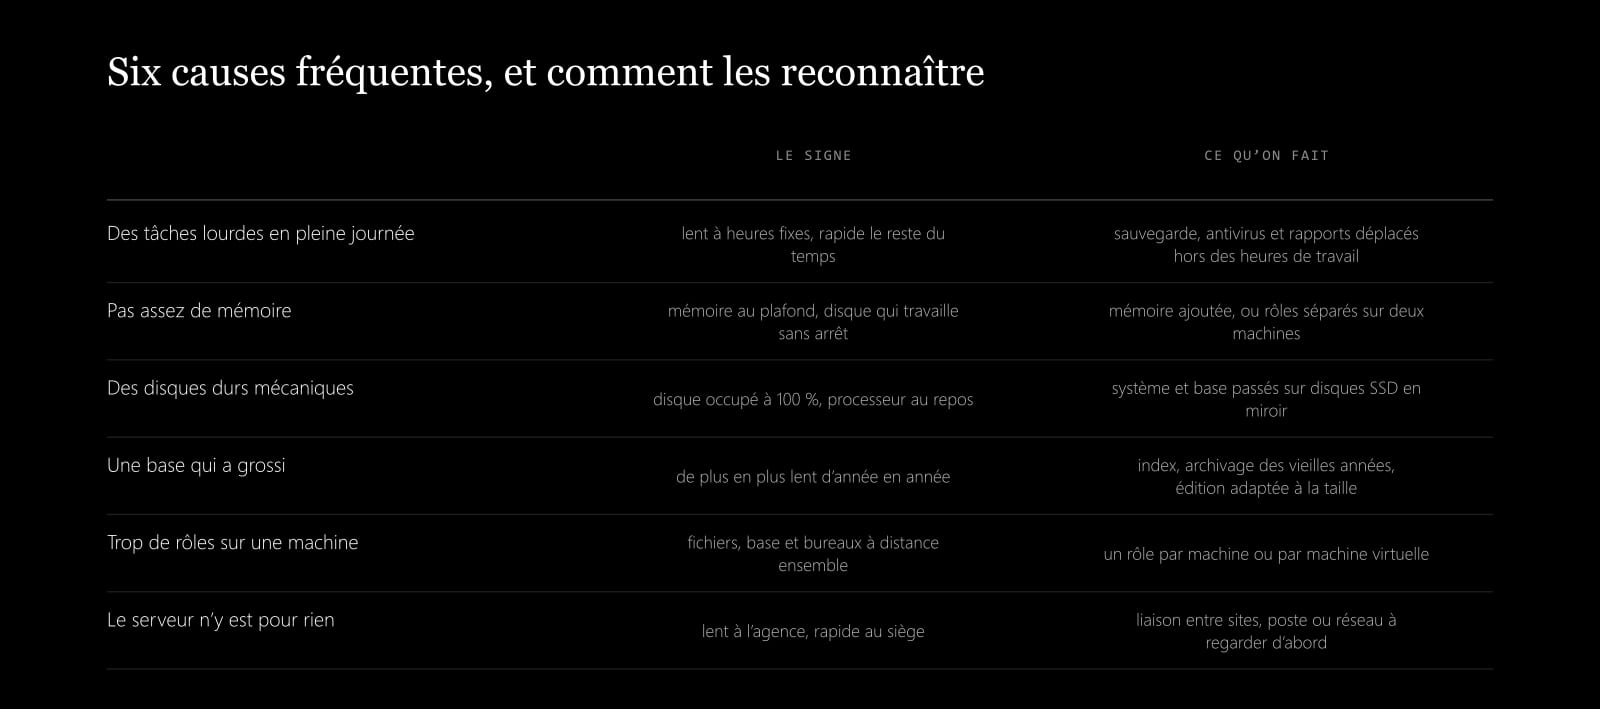 Six causes fréquentes, et comment les reconnaître
LE SIGNE
CE QU’ON FAIT
Des tâches lourdes en pleine journée
lent à heures fixes, rapide le reste du
temps
sauvegarde, antivirus et rapports déplacés
hors des heures de travail
Pas assez de mémoire
mémoire au plafond, disque qui travaille
sans arrêt
mémoire ajoutée, ou rôles séparés sur deux
machines
Des disques durs mécaniques
disque occupé à 100 %, processeur au repos
système et base passés sur disques SSD en
miroir
Une base qui a grossi
de plus en plus lent d’année en année
index, archivage des vieilles années,
édition adaptée à la taille
Trop de rôles sur une machine
fichiers, base et bureaux à distance
ensemble
un rôle par machine ou par machine virtuelle
Le serveur n’y est pour rien
lent à l’agence, rapide au siège
liaison entre sites, poste ou réseau à
regarder d’abord